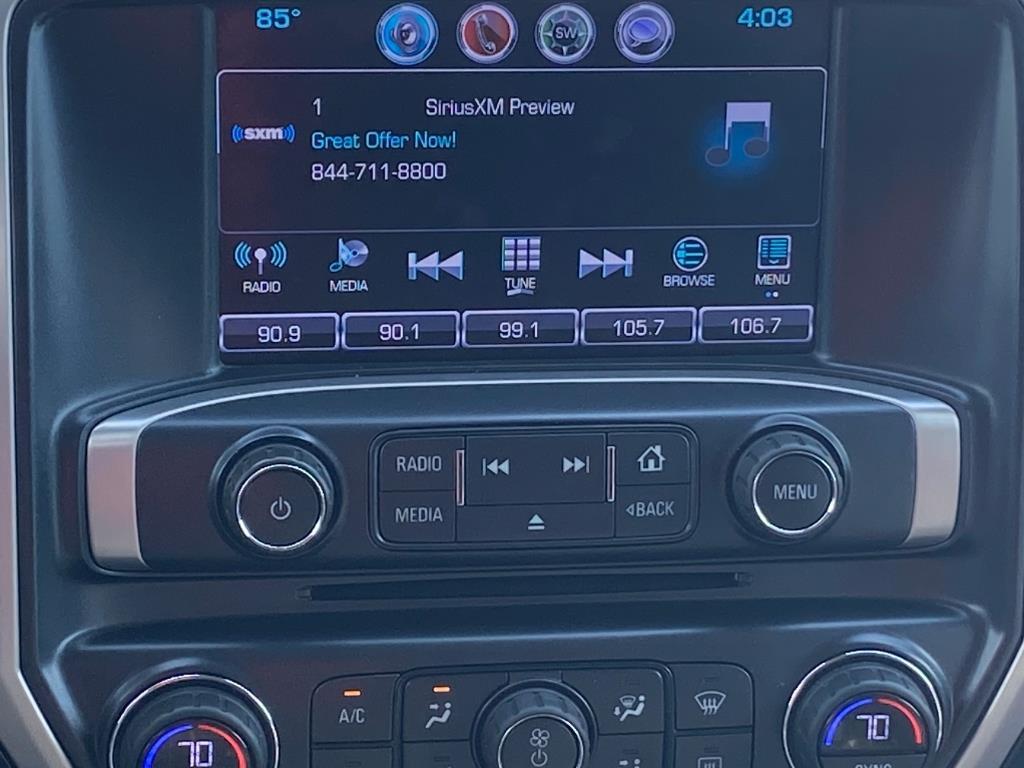 85° SW 4:03
1 SiriusXM Preview
sxm Great Offer Now!
844-711-8800
RADIO MEDIA TUNE BROWSE MENU
90.9 90.1 99.1 105.7 106.7
RADIO
MEDIA BACK MENU
A/C
70 70
SYNC